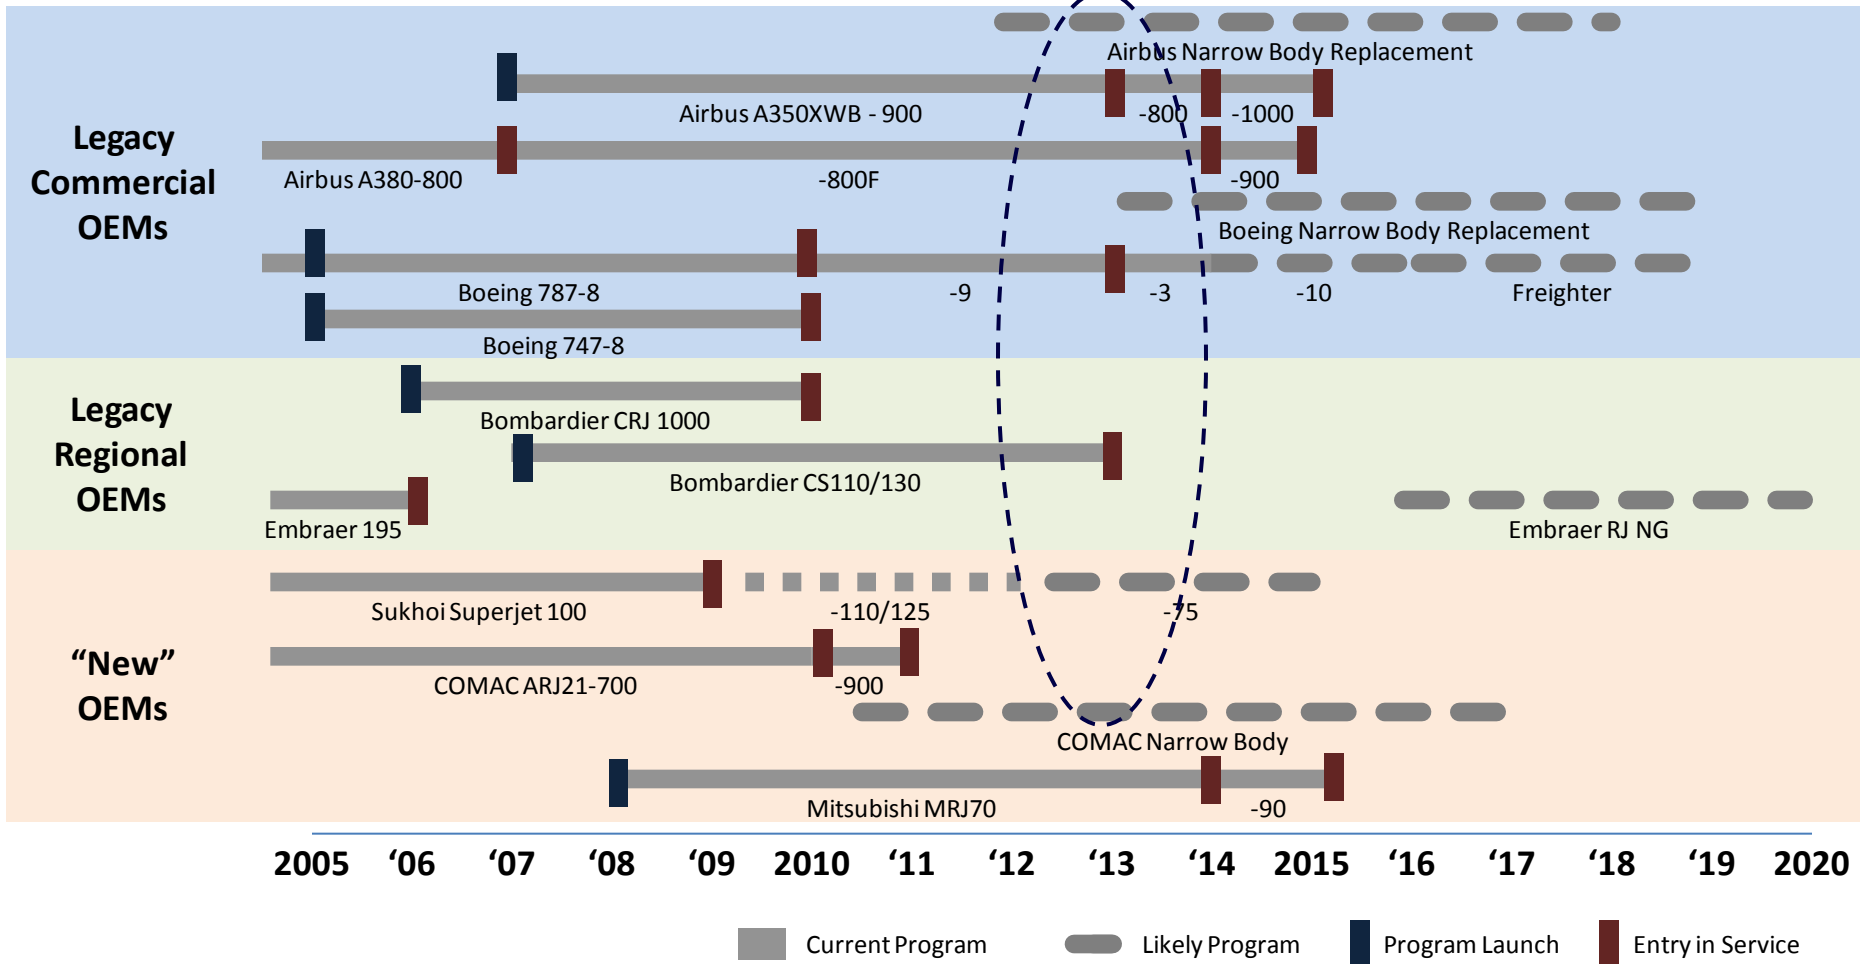 Airbus Narrow Body Replacement
Airbus A350XWB - 900
-800
-1000
Legacy
Commercial
OEMs
Airbus A380-800
-800F
-900
Boeing Narrow Body Replacement
Boeing 787-8
-9
-3
-10
Freighter
Boeing 747-8
Legacy
Regional
OEMs
Bombardier CRJ 1000
Bombardier CS110/130
Embraer 195
Embraer RJ NG
“New”
OEMs
Sukhoi Superjet 100
-110/125
-75
COMAC ARJ21-700
-900
COMAC Narrow Body
Mitsubishi MRJ70
-90
2005 ‘06 ‘07 ‘08 ‘09 2010 ‘11 ‘12 ‘13 ‘14 2015 ‘16 ‘17 ‘18 ‘19 2020
Current Program
Likely Program
Program Launch
Entry in Service